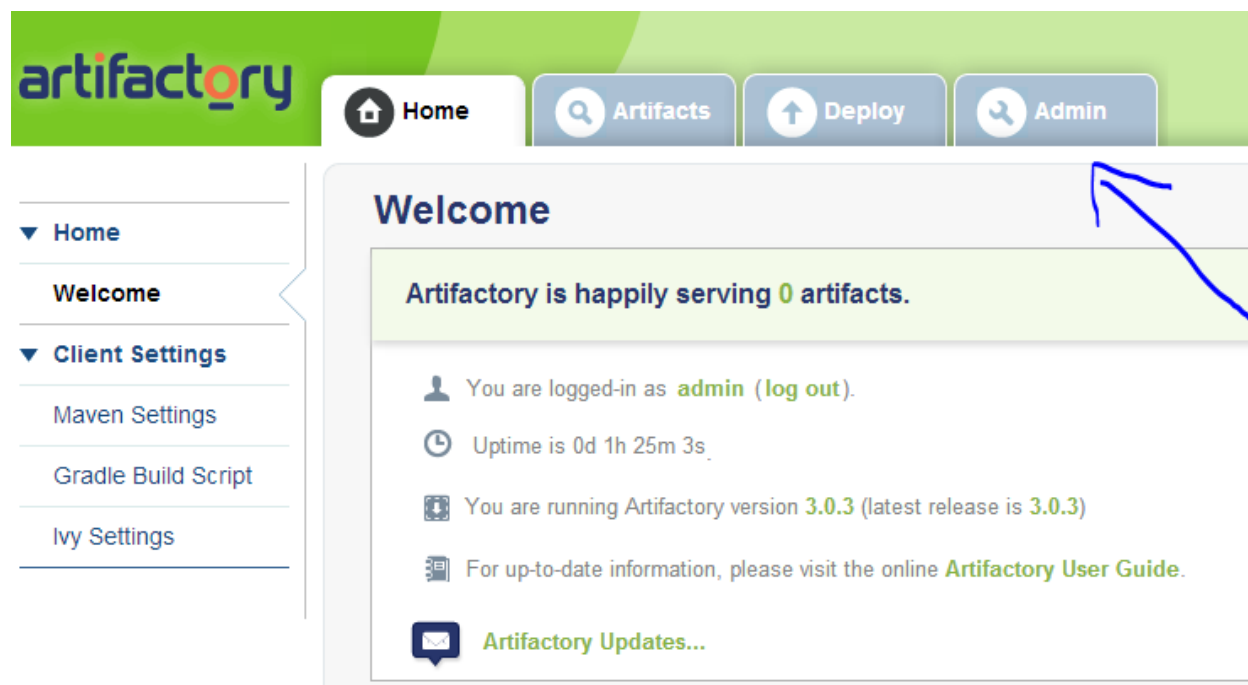 artifactory
Home Artifacts Deploy Admin
Home
Welcome
Client Settings
Maven Settings
Gradle Build Script
Ivy Settings
Welcome
Artifactory is happily serving 0 artifacts.
You are logged-in as admin (log out).
Uptime is 0d 1h 25m 3s.
You are running Artifactory version 3.0.3 (latest release is 3.0.3)
For up-to-date information, please visit the online Artifactory User Guide.
Artifactory Updates...